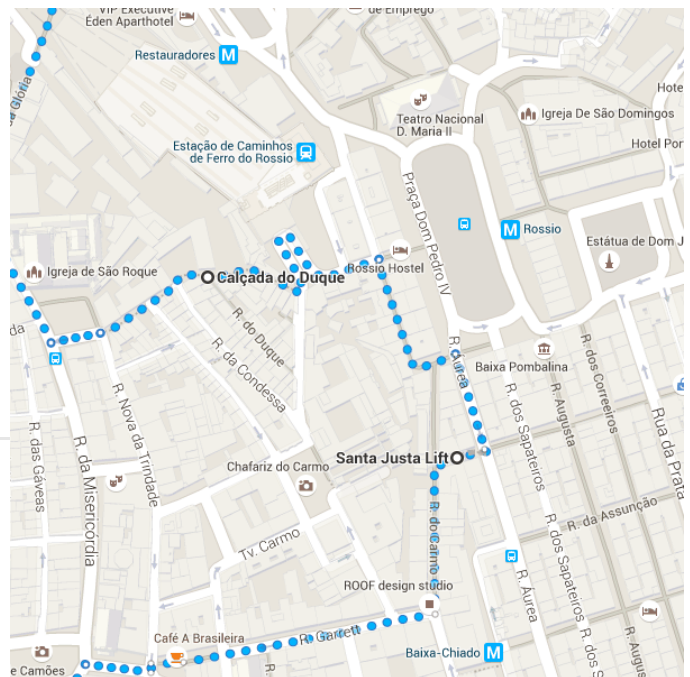 VIP Executive
Éden Aparthotel
de Emprego
Restauradores M
Teatro Nacional
D. Maria II
Igreja De São Domingos
Hote
Hotel Port
Estação de Caminhos
de Ferro do Rossio
Praça Dom Pedro IV
M Rossio
Estátua de Dom J
Igreja de São Roque
Calçada do Duque
Rossio Hostel
R. do Duque
R. da Condessa
R. Nova da Trindade
R. das Gáveas
R. da Misericórdia
R. Áurea
Baixa Pombalina
R. dos Sapateiros
R. Augusta
R. dos Correeiros
Rua da Prata
Santa Justa Lift
Chafariz do Carmo
Tv. Carmo
R. do Carmo
R. da Assunção
R. dos Sapateiros
R. Augusta
R. Áurea
ROOF design studio
Café A Brasileira
R. Garrett
Baixa-Chiado M
e Camões